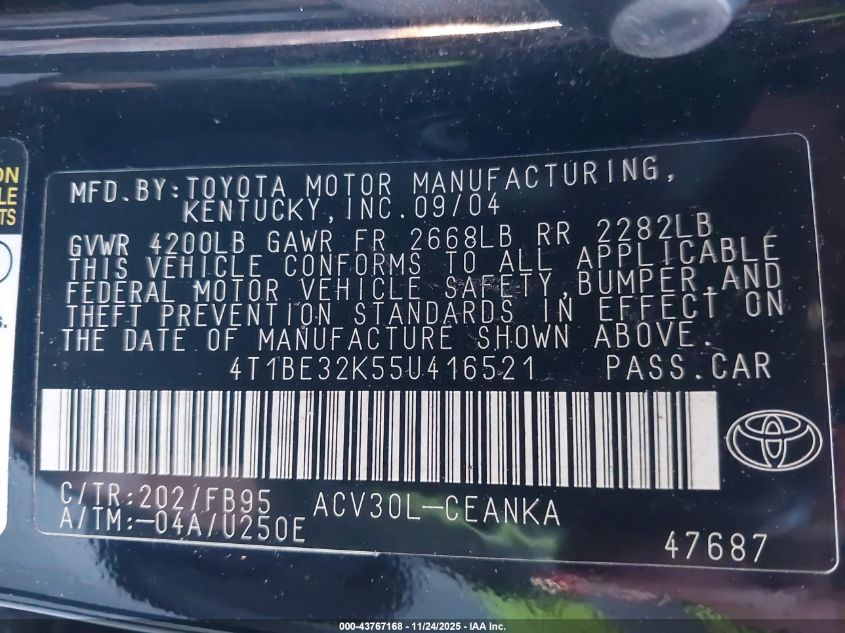 ON
LE
TS
S.
MFD.BY:TOYOTA MOTOR MANUFACTURING,
KENTUCKY,INC.09/04
GVWR 4200LB GAWR FR 2668LB RR 2282LB
THIS VEHICLE CONFORMS TO ALL APPLICABLE
FEDERAL MOTOR VEHICLE SAFETY,BUMPER,AND
THEFT PREVENTION STANDARDS IN EFFECT ON
THE DATE OF MANUFACTURE SHOWN ABOVE.
4T1BE32K55U416521 PASS.CAR
C/TR:202/FB95 ACV30L-CEANKA
A/TM:-04A/U250E
47687
000-43767168 - 11/24/2025 - IAA Inc.